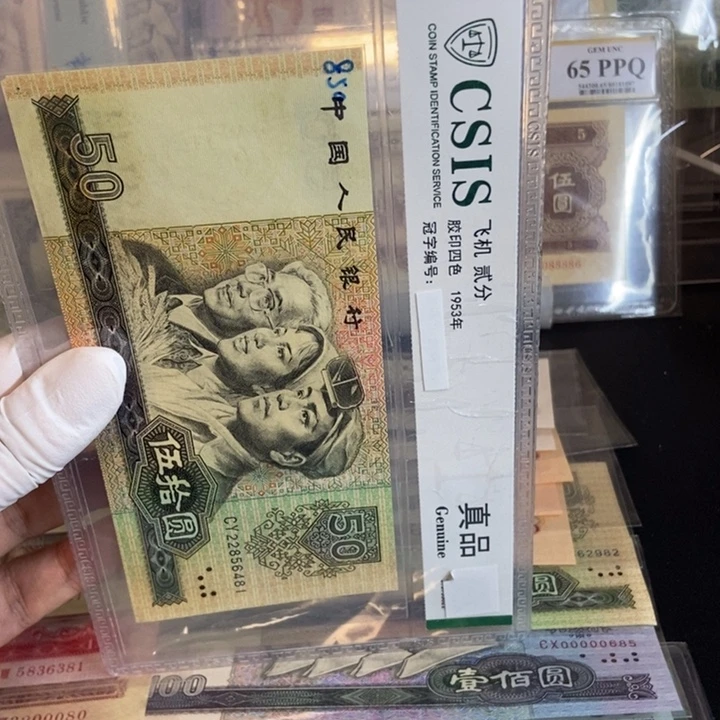 850
中国人民银行
50
伍拾圆
CY22856481
50
CSIS
COIN STAMP IDENTIFICATION SERVICE
飞机 贰分
胶印四色 1953年
冠字编号:
真品
Genuine
GEM UNC
65 PPQ
5
伍圆
圆
CX00000685
100
壹佰圆
5836381